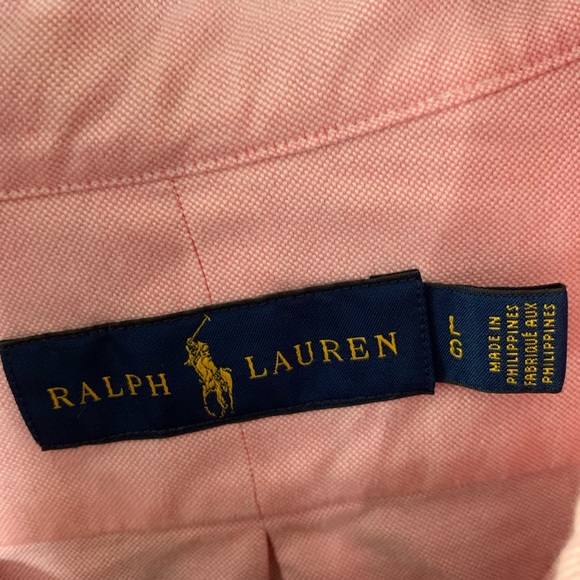 RALPH LAUREN
L G
MADE IN
PHILIPPINES
FABRIQUÉ AUX
PHILIPPINES